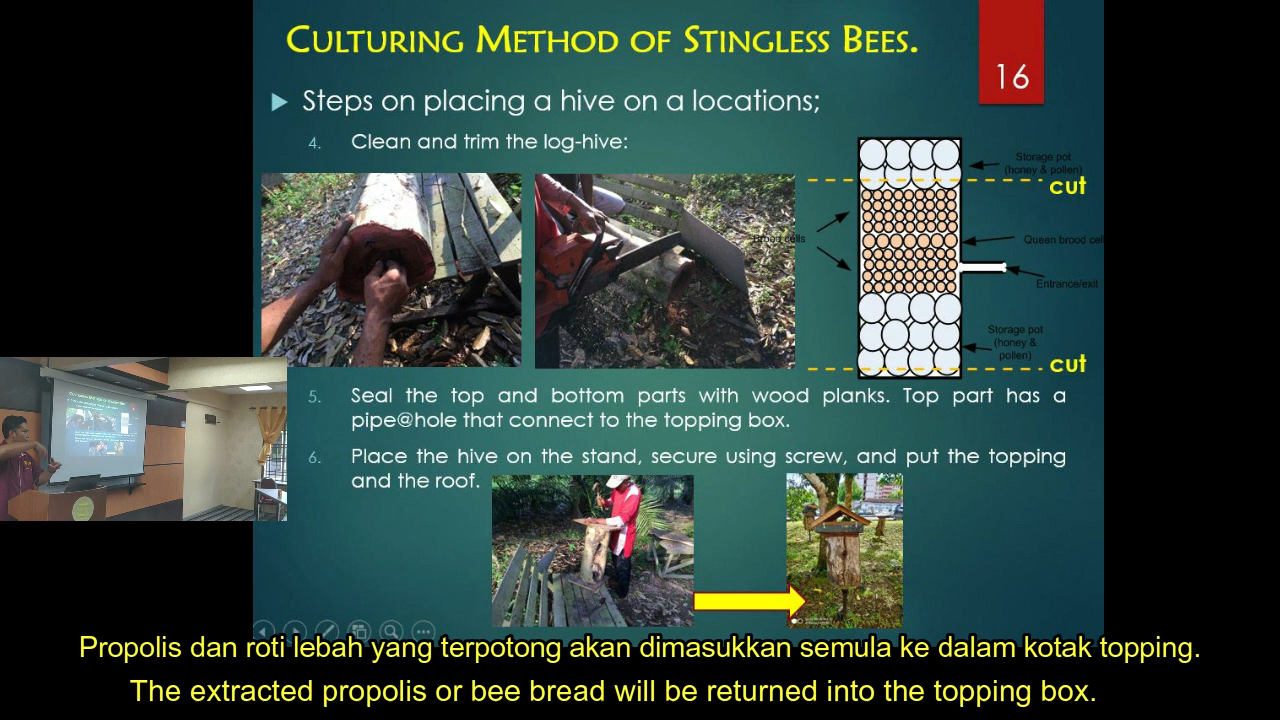 CULTURING METHOD OF STINGLESS BEES.
16
Steps on placing a hive on a locations;
4. Clean and trim the log-hive:
Storage pot
(honey & pollen)
cut
Brood cells
Queen brood cell
Entrance/exit
Storage pot
(honey &
pollen)
cut
5. Seal the top and bottom parts with wood planks. Top part has a
pipe@hole that connect to the topping box.
6. Place the hive on the stand, secure using screw, and put the topping
and the roof.
Propolis dan roti lebah yang terpotong akan dimasukkan semula ke dalam kotak topping.
The extracted propolis or bee bread will be returned into the topping box.